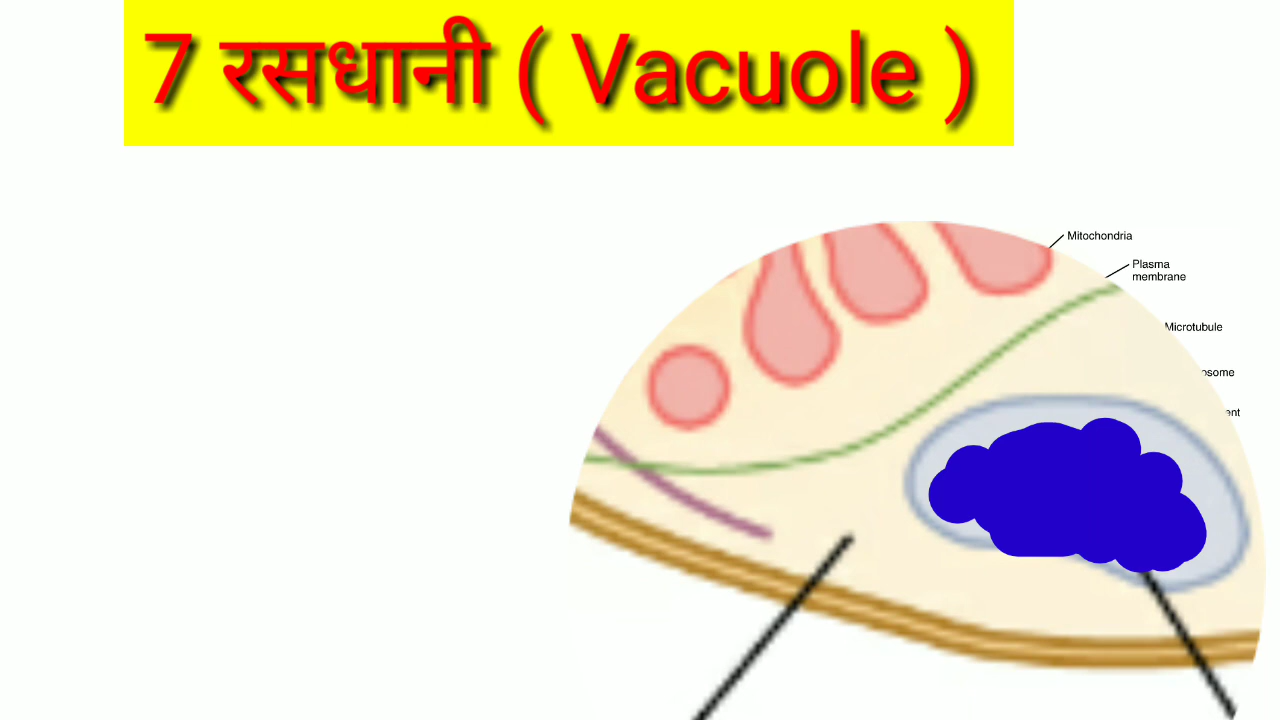 7 रसधानी ( Vacuole )
Mitochondria
Plasma
membrane
Microtubule